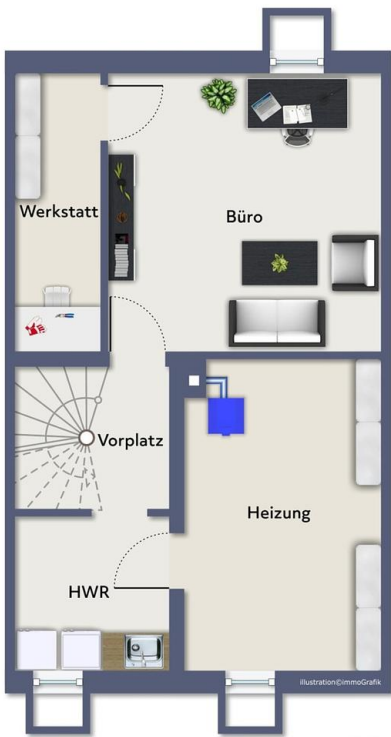 Werkstatt
Büro
Vorplatz
Heizung
HWR
illustration©immoGrafik